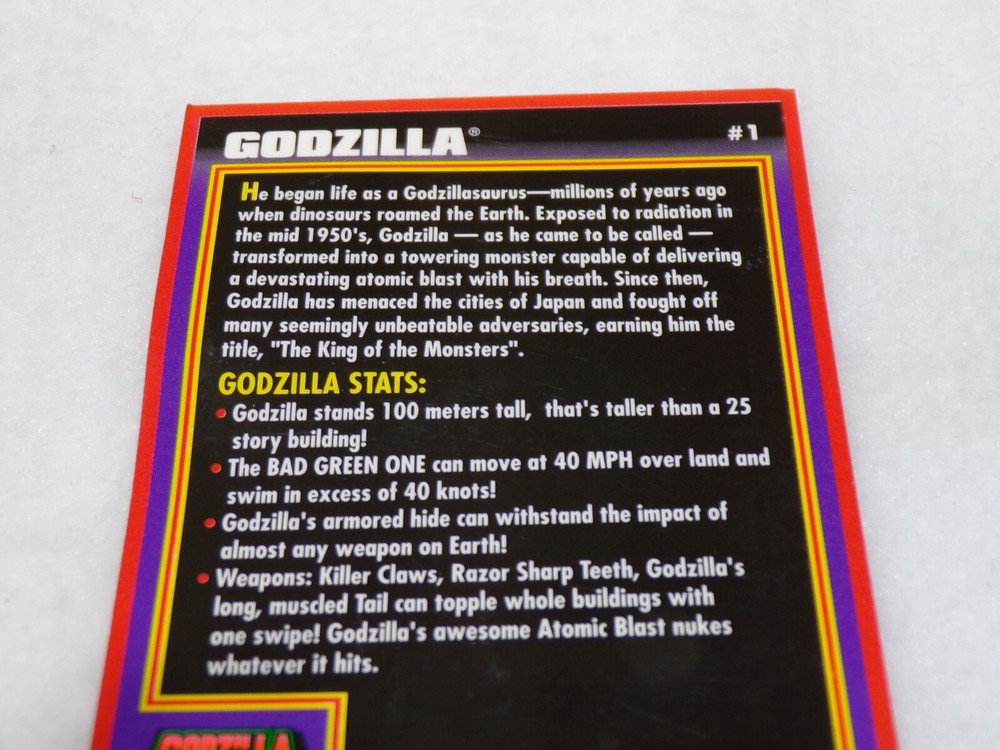 GODZILLA®
#1
He began life as a Godzillasaurus—millions of years ago
when dinosaurs roamed the Earth. Exposed to radiation in
the mid 1950's, Godzilla — as he came to be called —
transformed into a towering monster capable of delivering
a devastating atomic blast with his breath. Since then,
Godzilla has menaced the cities of Japan and fought off
many seemingly unbeatable adversaries, earning him the
title, "The King of the Monsters".
GODZILLA STATS:
• Godzilla stands 100 meters tall, that's taller than a 25
story building!
• The BAD GREEN ONE can move at 40 MPH over land and
swim in excess of 40 knots!
• Godzilla's armored hide can withstand the impact of
almost any weapon on Earth!
• Weapons: Killer Claws, Razor Sharp Teeth, Godzilla's
long, muscled Tail can topple whole buildings with
one swipe! Godzilla's awesome Atomic Blast nukes
whatever it hits.
GODZILLA